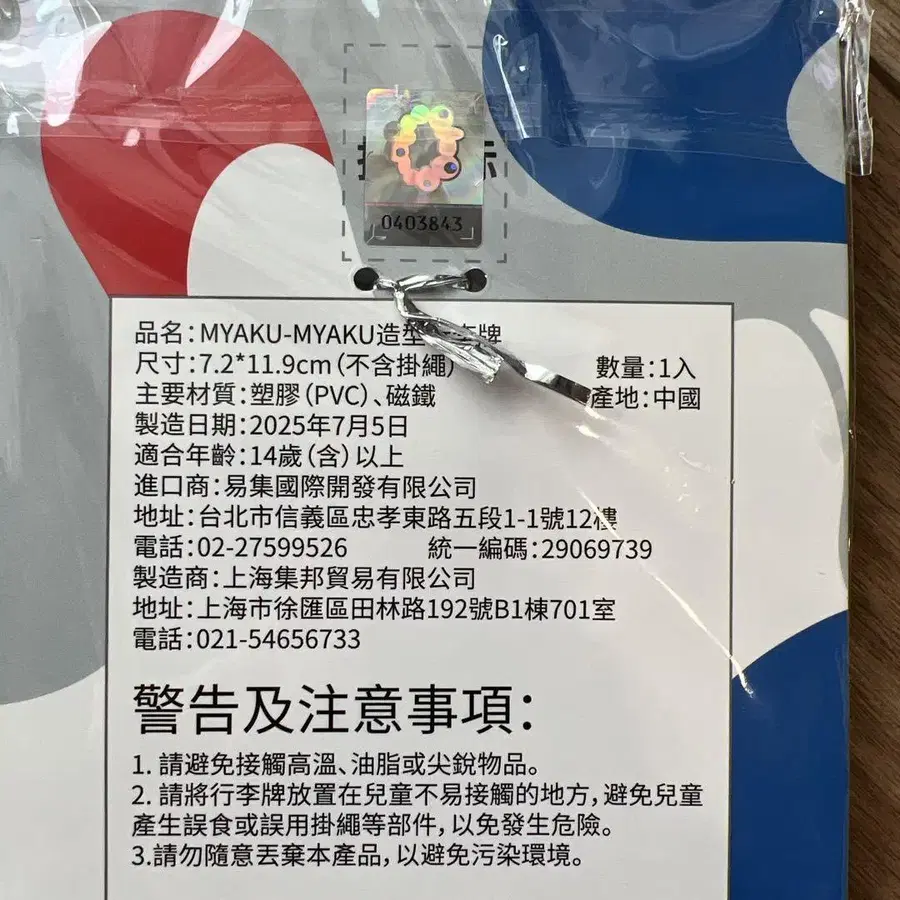 0403843
品名:MYAKU-MYAKU造型 牌
尺寸:7.2*11.9cm(不含掛繩) 數量:1入
主要材質:塑膠(PVC)、磁鐵 產地:中國
製造日期:2025年7月5日
適合年齡:14歲(含)以上
進口商:易集國際開發有限公司
地址:台北市信義區忠孝東路五段1-1號12樓
電話:02-27599526 統一編碼:29069739
製造商:上海集邦貿易有限公司
地址:上海市徐匯區田林路192號B1棟701室
電話:021-54656733
警告及注意事項:
1. 請避免接觸高溫、油脂或尖銳物品。
2. 請將行李牌放置在兒童不易接觸的地方,避免兒童
產生誤食或誤用掛繩等部件,以免發生危險。
3.請勿隨意丟棄本產品,以避免污染環境。